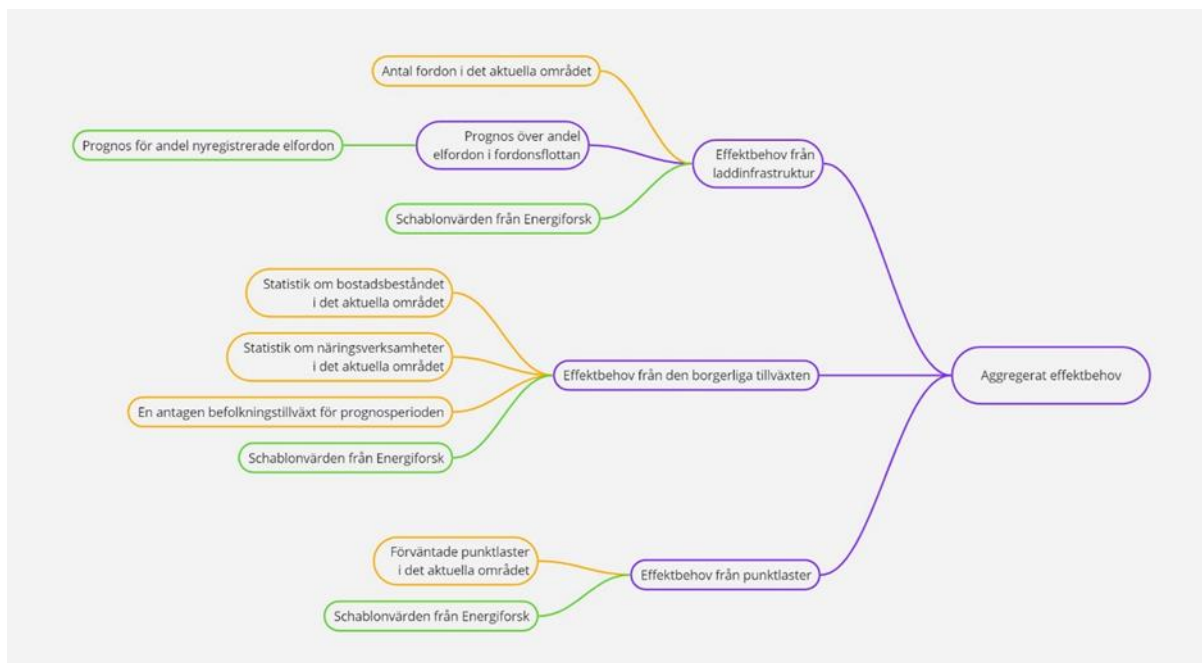 Antal fordon i det aktuella området
Prognos för andel nyregistrerade elfordon
Prognos över andel
elfordon i fordonsflottan
Schablonvärden från Energiforsk
Effektbehov från
laddinfrastruktur
Statistik om bostadsbeståndet
i det aktuella området
Statistik om näringsverksamheter
i det aktuella området
En antagen befolkningstillväxt för prognosperioden
Schablonvärden från Energiforsk
Effektbehov från den borgerliga tillväxten
Aggregerat effektbehov
Förväntade punktlaster
i det aktuella området
Schablonvärden från Energiforsk
Effektbehov från punktlaster